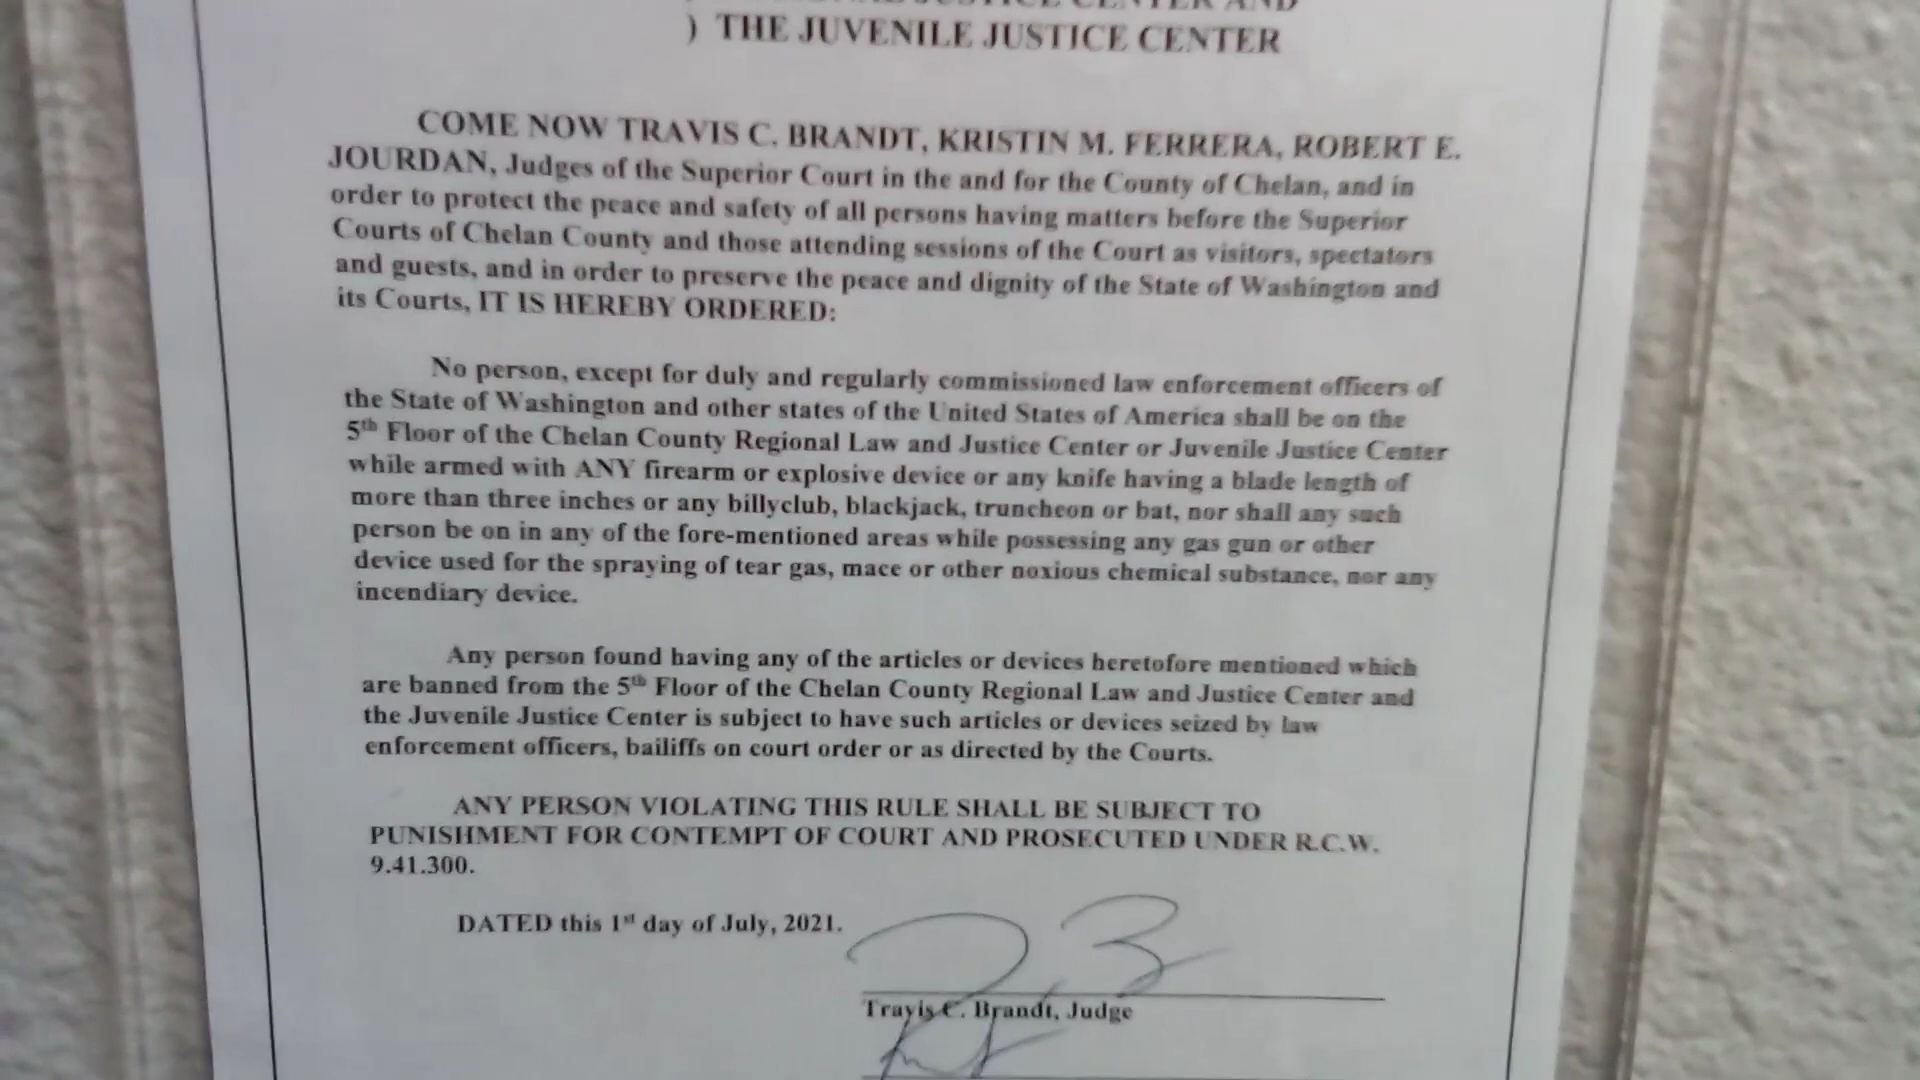 JUSTICE CENTER AND
) THE JUVENILE JUSTICE CENTER
COME NOW TRAVIS C. BRANDT, KRISTIN M. FERRERA, ROBERT E.
JOURDAN, Judges of the Superior Court in the and for the County of Chelan, and in
order to protect the peace and safety of all persons having matters before the Superior
Courts of Chelan County and those attending sessions of the Court as visitors, spectators
and guests, and in order to preserve the peace and dignity of the State of Washington and
its Courts, IT IS HEREBY ORDERED:
No person, except for duly and regularly commissioned law enforcement officers of
the State of Washington and other states of the United States of America shall be on the
5th Floor of the Chelan County Regional Law and Justice Center or Juvenile Justice Center
while armed with ANY firearm or explosive device or any knife having a blade length of
more than three inches or any billyclub, blackjack, truncheon or bat, nor shall any such
person be on in any of the fore-mentioned areas while possessing any gas gun or other
device used for the spraying of tear gas, mace or other noxious chemical substance, nor any
incendiary device.
Any person found having any of the articles or devices heretofore mentioned which
are banned from the 5th Floor of the Chelan County Regional Law and Justice Center and
the Juvenile Justice Center is subject to have such articles or devices seized by law
enforcement officers, bailiffs on court order or as directed by the Courts.
ANY PERSON VIOLATING THIS RULE SHALL BE SUBJECT TO
PUNISHMENT FOR CONTEMPT OF COURT AND PROSECUTED UNDER R.C.W.
9.41.300.
DATED this 1st day of July, 2021.
Travis C. Brandt, Judge